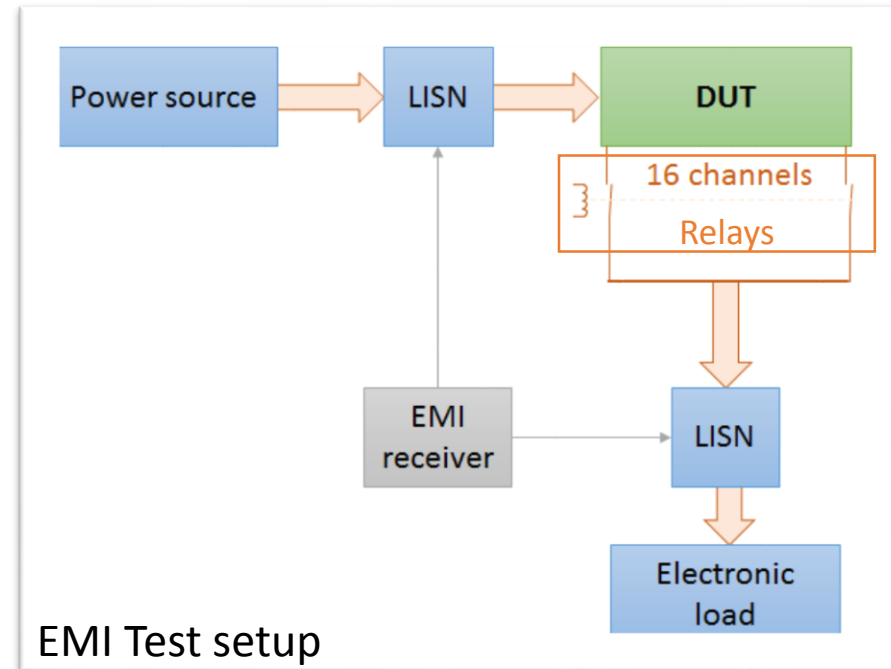 Power source
LISN
DUT
16 channels
Relays
EMI
receiver
LISN
Electronic
load
EMI Test setup